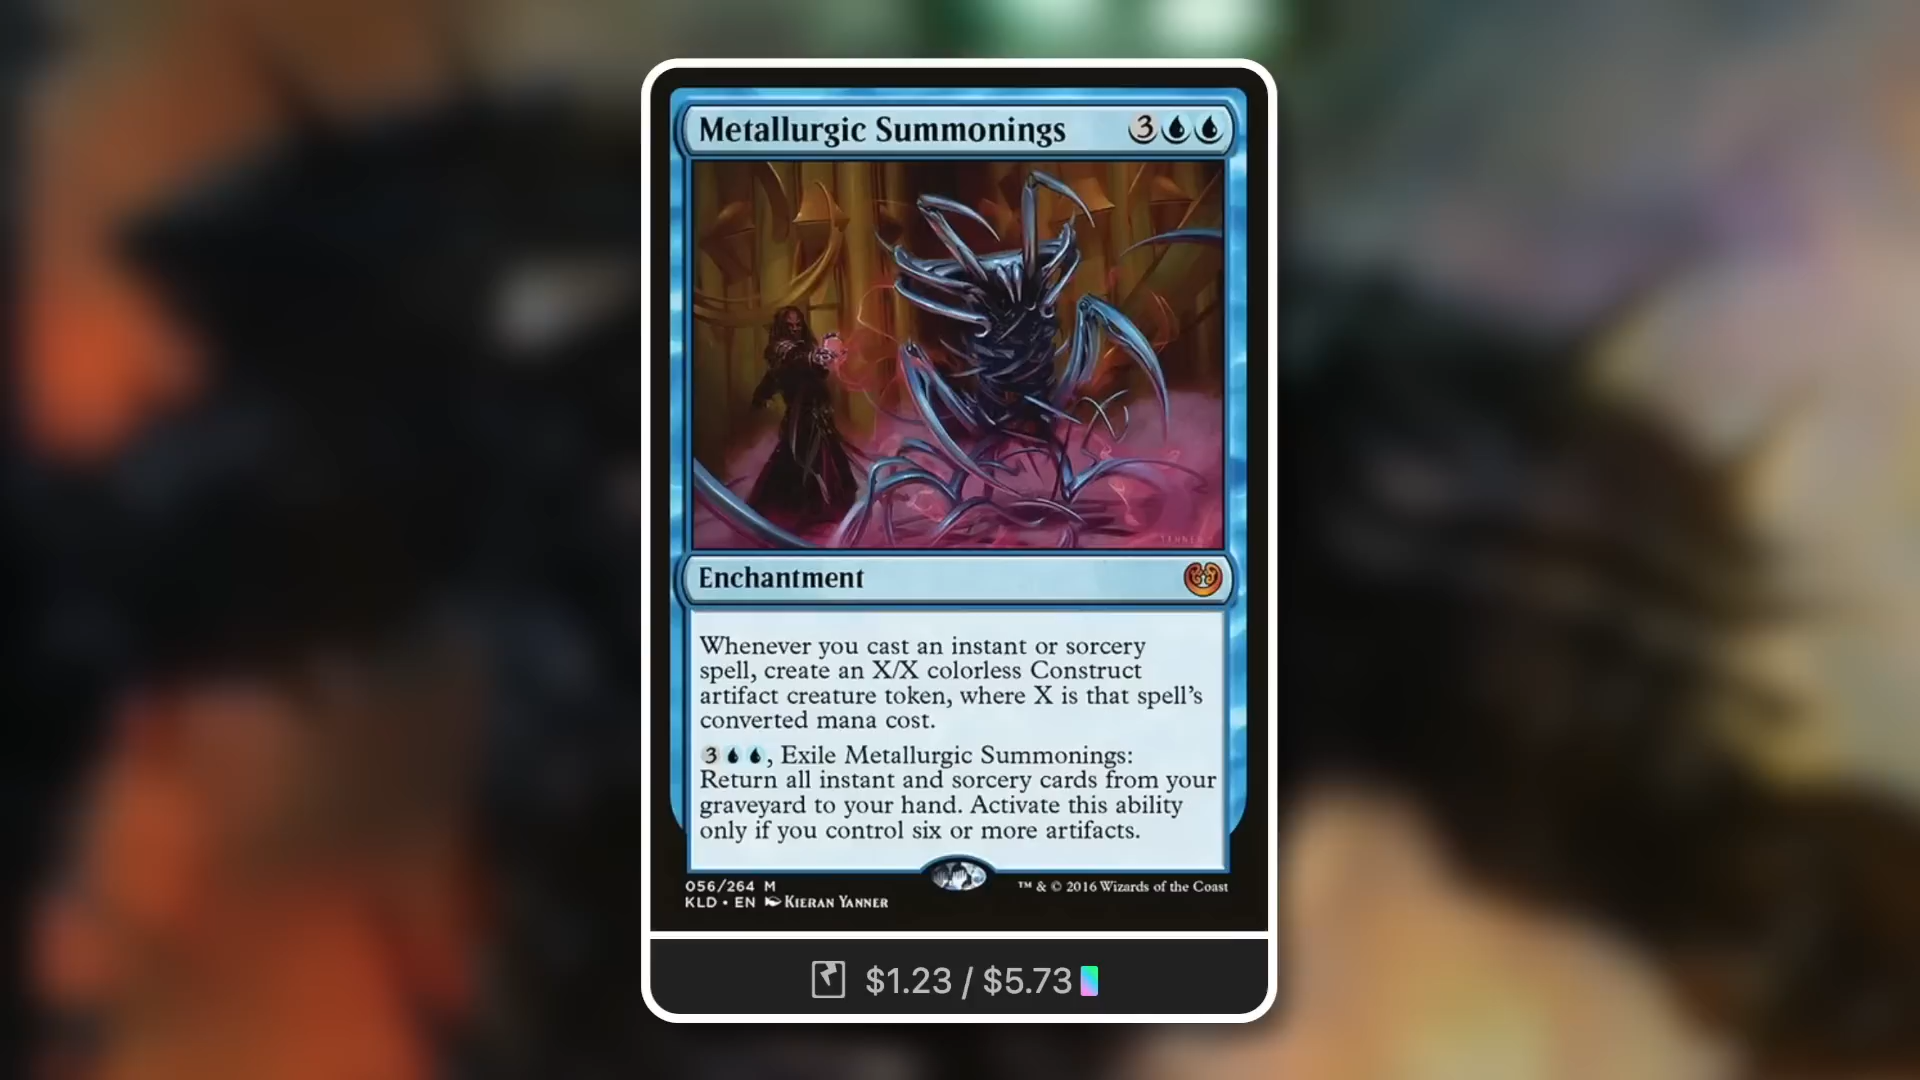 Metallurgic Summonings 3
TANNER
Enchantment
Whenever you cast an instant or sorcery
spell, create an X/X colorless Construct
artifact creature token, where X is that spell's
converted mana cost.
3, Exile Metallurgic Summonings:
Return all instant and sorcery cards from your
graveyard to your hand. Activate this ability
only if you control six or more artifacts.
056/264 M
KLD • EN KIERAN YANNER
™ & © 2016 Wizards of the Coast
$1.23 / $5.73